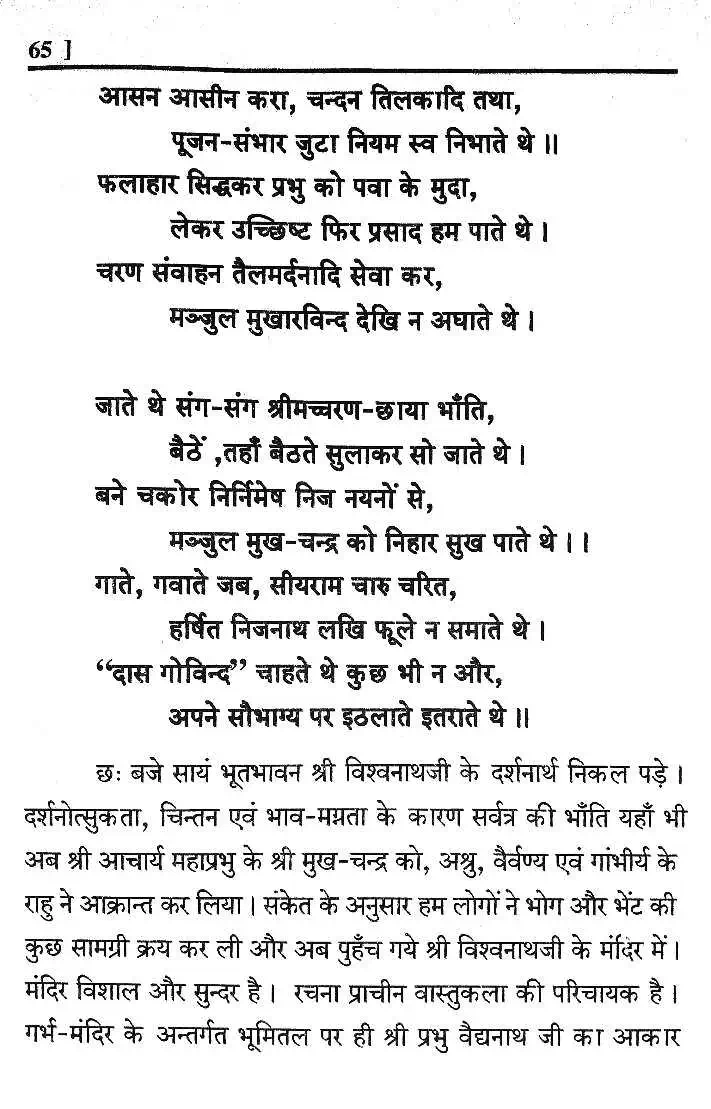 65 ]
आसन आसीन करा, चन्दन तिलकादि तथा,
पूजन-संभार जुटा नियम स्व निभाते थे ॥
फलाहार सिद्धकर प्रभु को पवा के मुदा,
लेकर उच्छिष्ट फिर प्रसाद हम पाते थे ।
चरण संवाहन तैलमर्दनादि सेवा कर,
मञ्जुल मुखारविन्द देखि न अघाते थे ।
जाते थे संग-संग श्रीमच्चरण-छाया भाँति,
बैठें ,तहाँ बैठते सुलाकर सो जाते थे ।
बने चकोर निर्निमेष निज नयनों से,
मञ्जुल मुख-चन्द्र को निहार सुख पाते थे ।।
गाते, गवाते जब, सीयराम चारु चरित,
हर्षित निजनाथ लखि फूले न समाते थे ।
“दास गोविन्द” चाहते थे कुछ भी न और,
अपने सौभाग्य पर इठलाते इतराते थे ॥
छः बजे सायं भूतभावन श्री विश्वनाथजी के दर्शनार्थ निकल पड़े ।
दर्शनोत्सुकता, चिन्तन एवं भाव-मग्नता के कारण सर्वत्र की भाँति यहाँ भी
अब श्री आचार्य महाप्रभु के श्री मुख-चन्द्र को, अश्रु, वैर्वण्य एवं गांभीर्य के
राहु ने आक्रान्त कर लिया । संकेत के अनुसार हम लोगों ने भोग और भेंट की
कुछ सामग्री क्रय कर ली और अब पुहँच गये श्री विश्वनाथजी के मंदिर में ।
मंदिर विशाल और सुन्दर है । रचना प्राचीन वास्तुकला की परिचायक है ।
गर्भ-मंदिर के अन्तर्गत भूमितल पर ही श्री प्रभु वैद्यनाथ जी का आकार